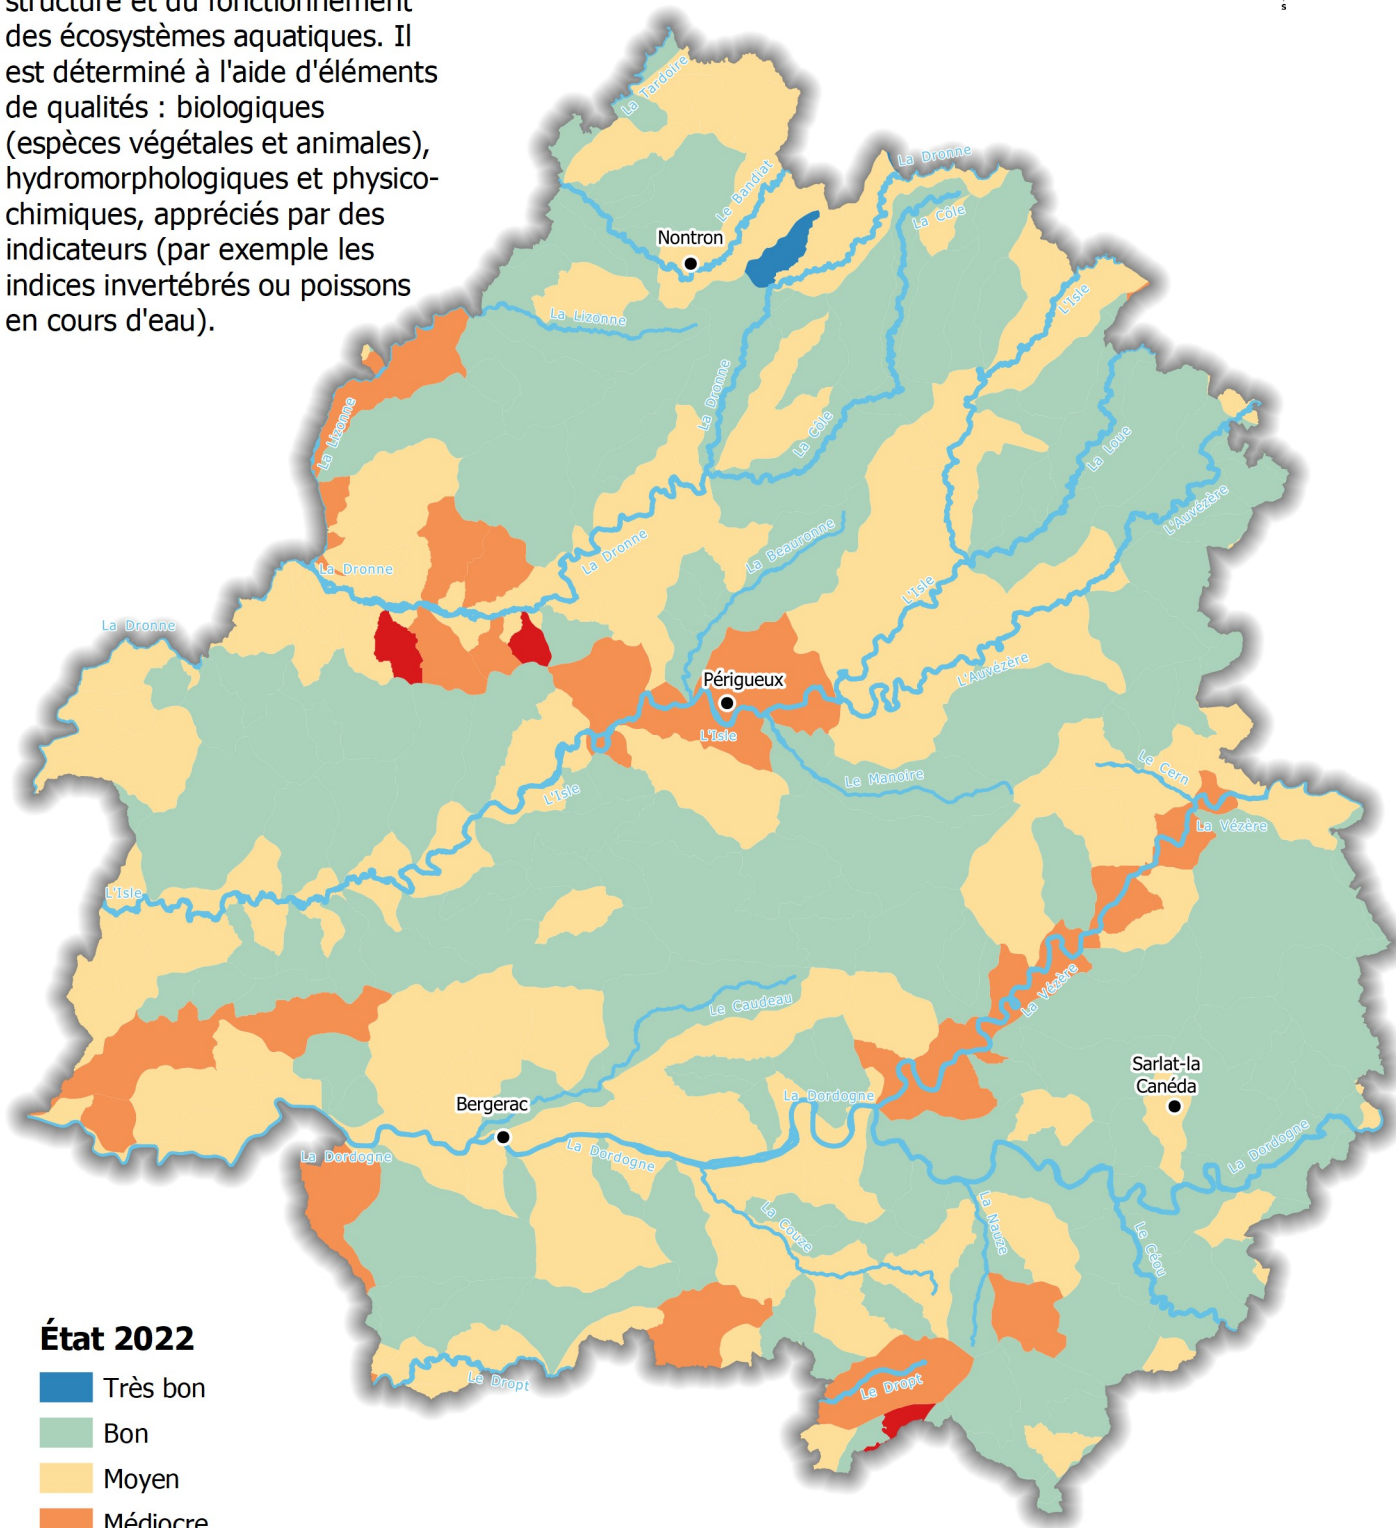 structure et du fonctionnement
des écosystèmes aquatiques. Il
est déterminé à l'aide d'éléments
de qualités : biologiques
(espèces végétales et animales),
hydromorphologiques et physico-
chimiques, appréciés par des
indicateurs (par exemple les
indices invertébrés ou poissons
en cours d'eau).
s
La Tardoire
La Dronne
Le Bandiat
La Côle
Nontron
L'Isle
La Lizonne
La Dronne
La Lizonne
La Côle
La Loue
L'Auvézère
La Beauronne
La Dronne
La Dronne
L'Isle
La Dronne
L'Auvézère
Périgueux
L'Isle
Le Cern
Le Manoire
L'Isle
La Vézère
L'Isle
La Vézère
Le Caudeau
Sarlat-la
Canéda
La Dordogne
Bergerac
La Dordogne
La Dordogne
La Dordogne
La Couze
La Nauze
Le Céou
Le Dropt
Le Dropt
État 2022
Très bon
Bon
Moyen
Médiocre